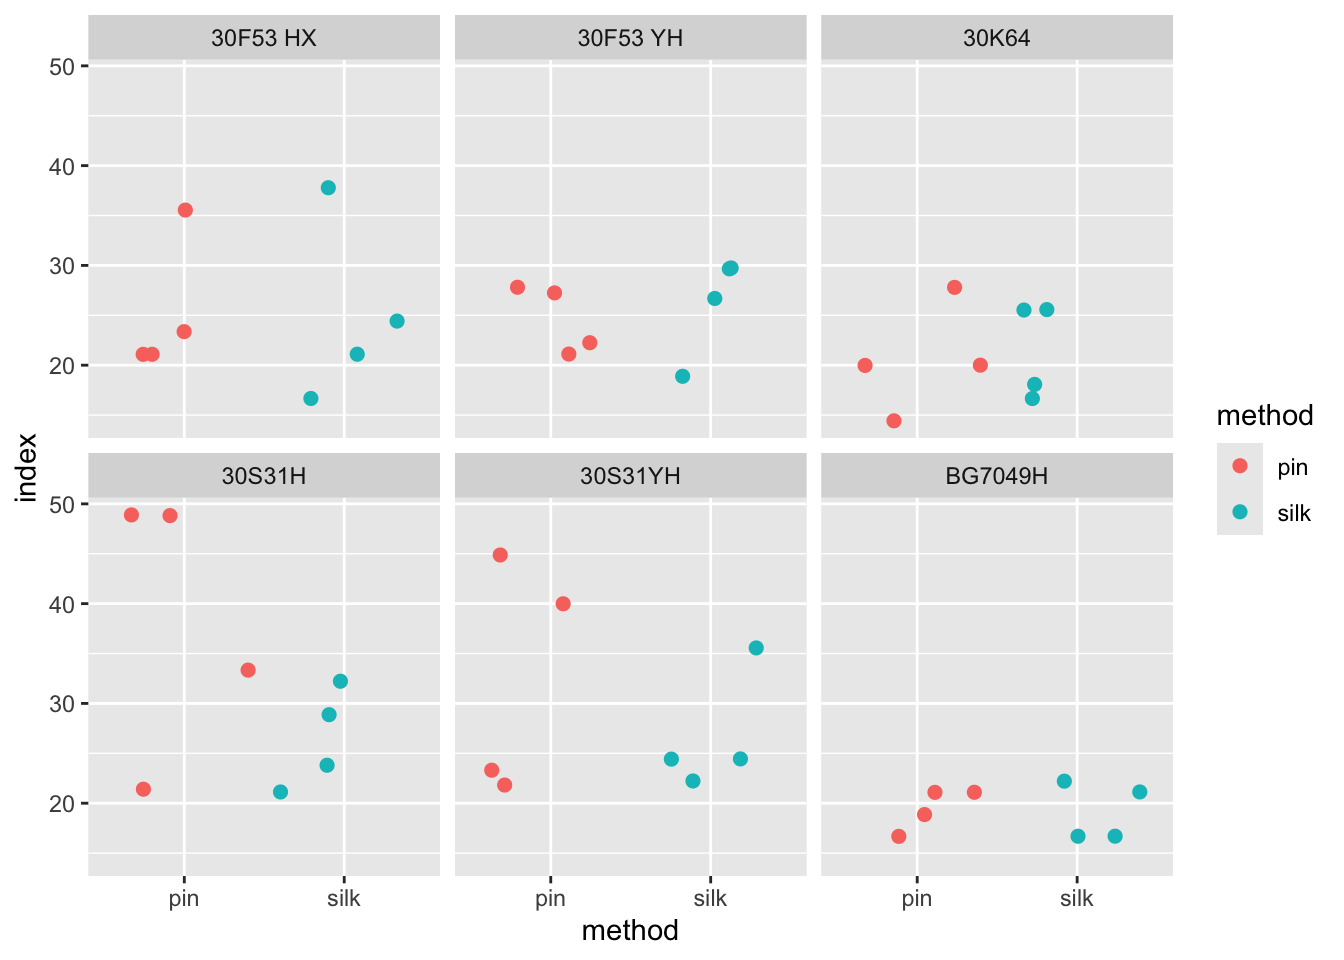 30F53 HX
30F53 YH
30K64
50
40
30
20
30S31H
30S31YH
BG7049H
50
40
30
20
pin
silk
pin
silk
pin
silk
method
index
method
pin
silk